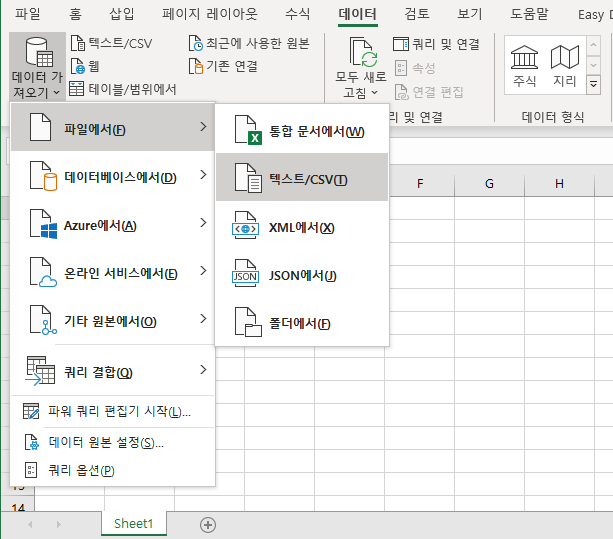 파일 홈 삽입 페이지 레이아웃 수식 데이터 검토 보기 도움말 Easy D
데이터 가
져오기
텍스트/CSV
웹
테이블/범위에서
최근에 사용한 원본
기존 연결
모두 새로
고침
쿼리 및 연결
속성
연결 편집
주식
지리
리 및 연결
데이터 형식
파일에서(F)
데이터베이스에서(D)
Azure에서(A)
온라인 서비스에서(E)
기타 원본에서(O)
쿼리 결합(Q)
파워 쿼리 편집기 시작(L)...
데이터 원본 설정(S)...
쿼리 옵션(P)
통합 문서에서(W)
텍스트/CSV(T)
XML에서(X)
JSON
JSON에서(J)
폴더에서(F)
F G H
14
Sheet1